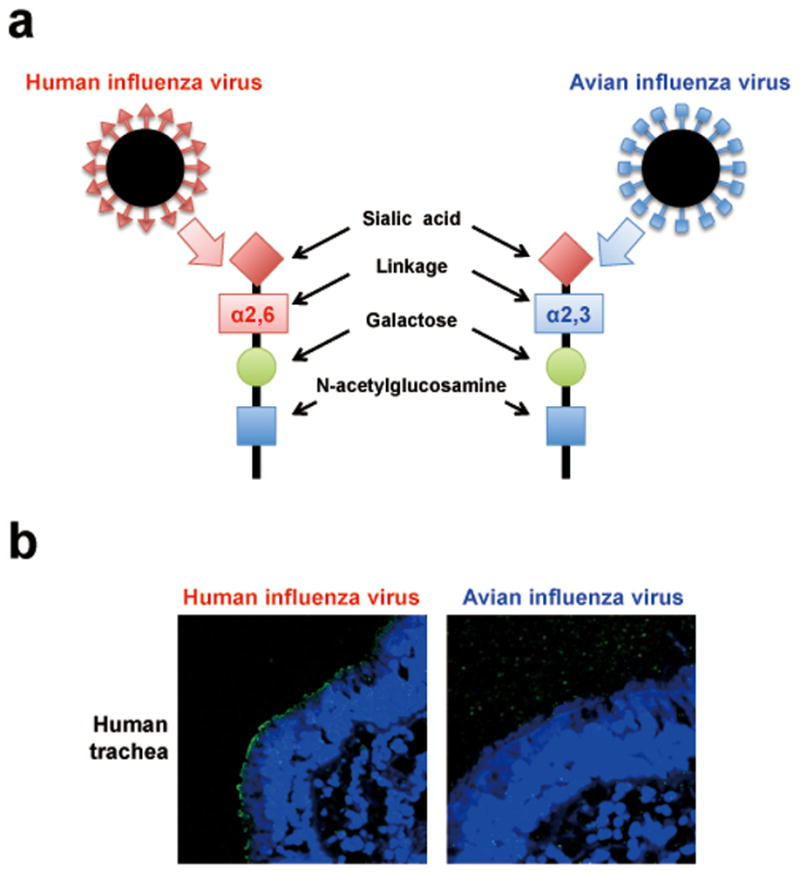 a
Human influenza virus
Avian influenza virus
Sialic acid
Linkage
α2,6
α2,3
Galactose
N-acetylglucosamine
b
Human influenza virus
Avian influenza virus
Human
trachea